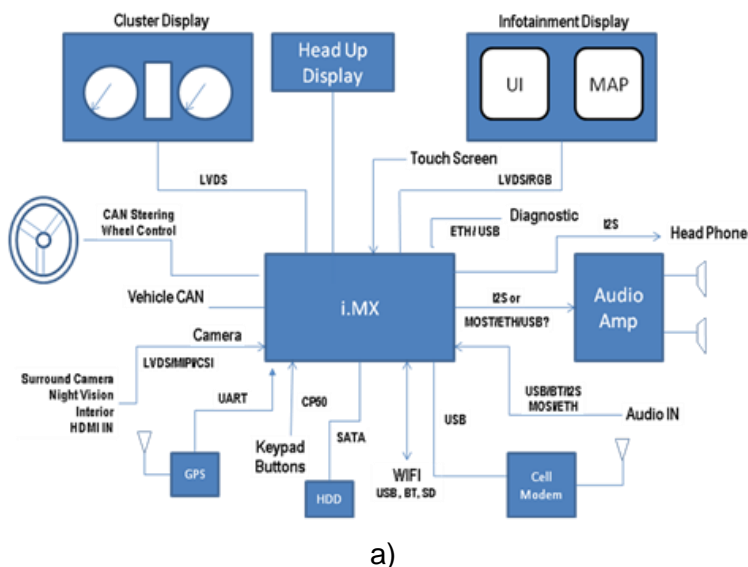 Cluster Display
Head Up
Display
Infotainment Display
UI
MAP
LVDS
Touch Screen
LVDS/RGB
CAN Steering
Wheel Control
Diagnostic
ETH / USB
I2S
Head Phone
Vehicle CAN
i.MX
I2S or
MOST/ETH/USB?
Audio
Amp
Camera
LVDS/MIPI/CSI
Surround Camera
Night Vision
Interior
HDMI IN
UART
CP60
USB
USB/BT/I2S
MOST/ETH
Audio IN
GPS
Keypad
Buttons
SATA
HDD
WIFI
USB, BT, SD
Cell
Modem
a)